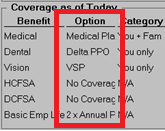 Coverage as of Today
Benefit Option Categor
Medical Medical Pla You + Fam
Dental Delta PPO You only
Vision VSP You only
HCFSA No Coverag N/A
DCFSA No Coverag N/A
Basic Emp Life 2 x Annual P N/A